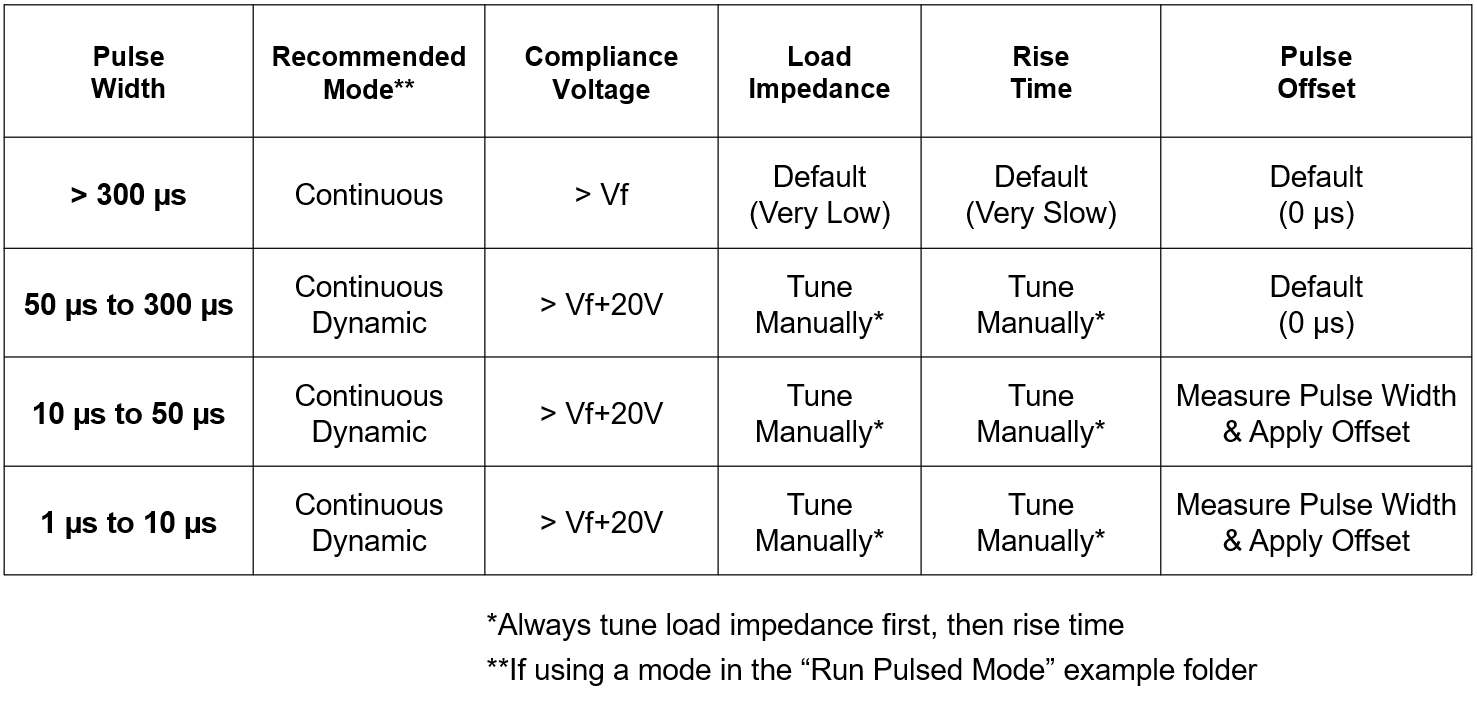 Pulse Width
Recommended Mode**
Compliance Voltage
Load Impedance
Rise Time
Pulse Offset
> 300 µs
Continuous
> Vf
Default (Very Low)
Default (Very Slow)
Default (0 µs)
50 µs to 300 µs
Continuous Dynamic
> Vf+20V
Tune Manually*
Tune Manually*
Default (0 µs)
10 µs to 50 µs
Continuous Dynamic
> Vf+20V
Tune Manually*
Tune Manually*
Measure Pulse Width & Apply Offset
1 µs to 10 µs
Continuous Dynamic
> Vf+20V
Tune Manually*
Tune Manually*
Measure Pulse Width & Apply Offset
*Always tune load impedance first, then rise time
**If using a mode in the “Run Pulsed Mode” example folder